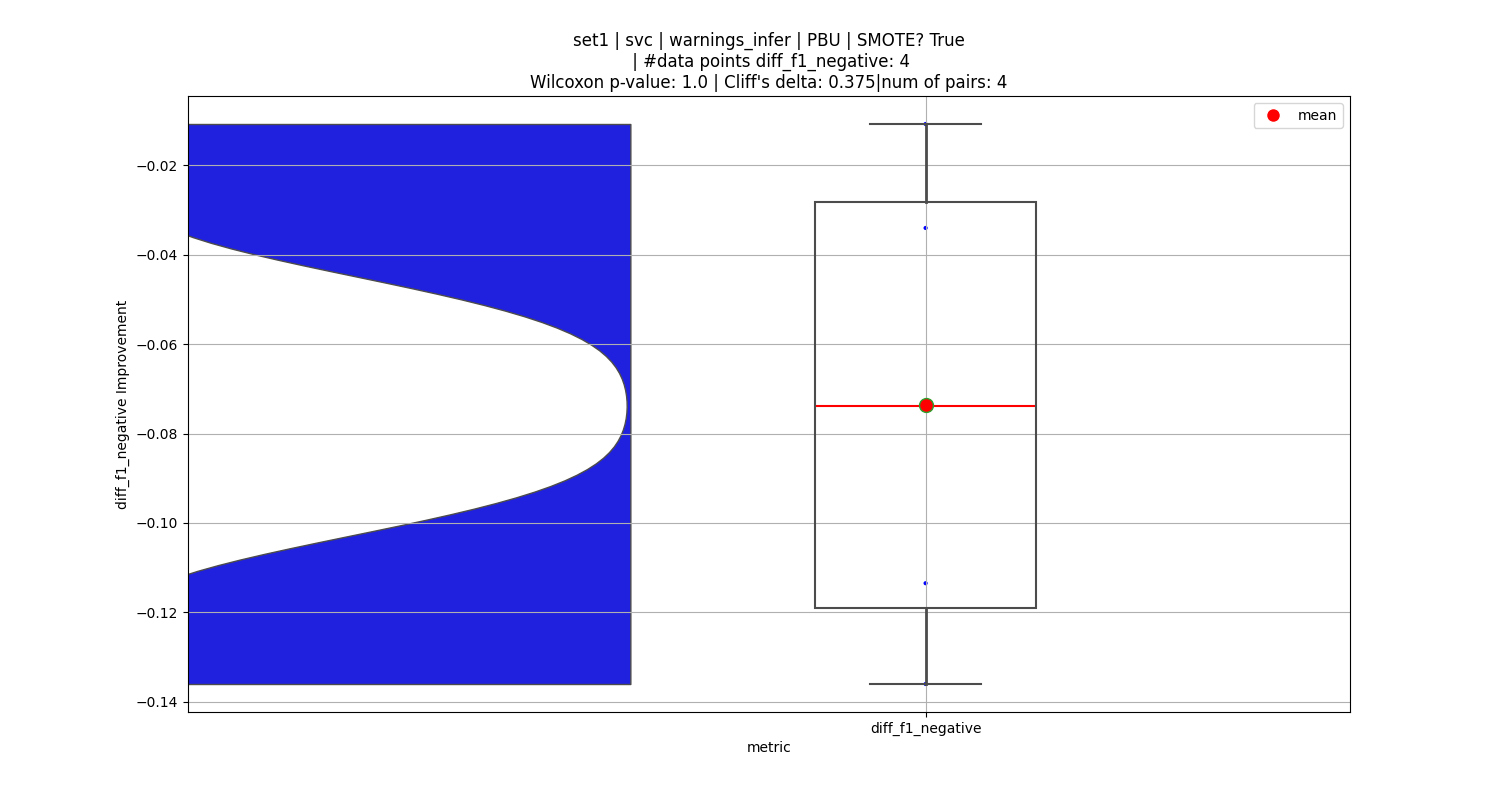 set1 | svc | warnings_infer | PBU | SMOTE? True
| #data points diff_f1_negative: 4
Wilcoxon p-value: 1.0 | Cliff's delta: 0.375|num of pairs: 4
mean
−0.02
−0.04
−0.06
−0.08
−0.10
−0.12
−0.14
diff_f1_negative Improvement
diff_f1_negative
metric